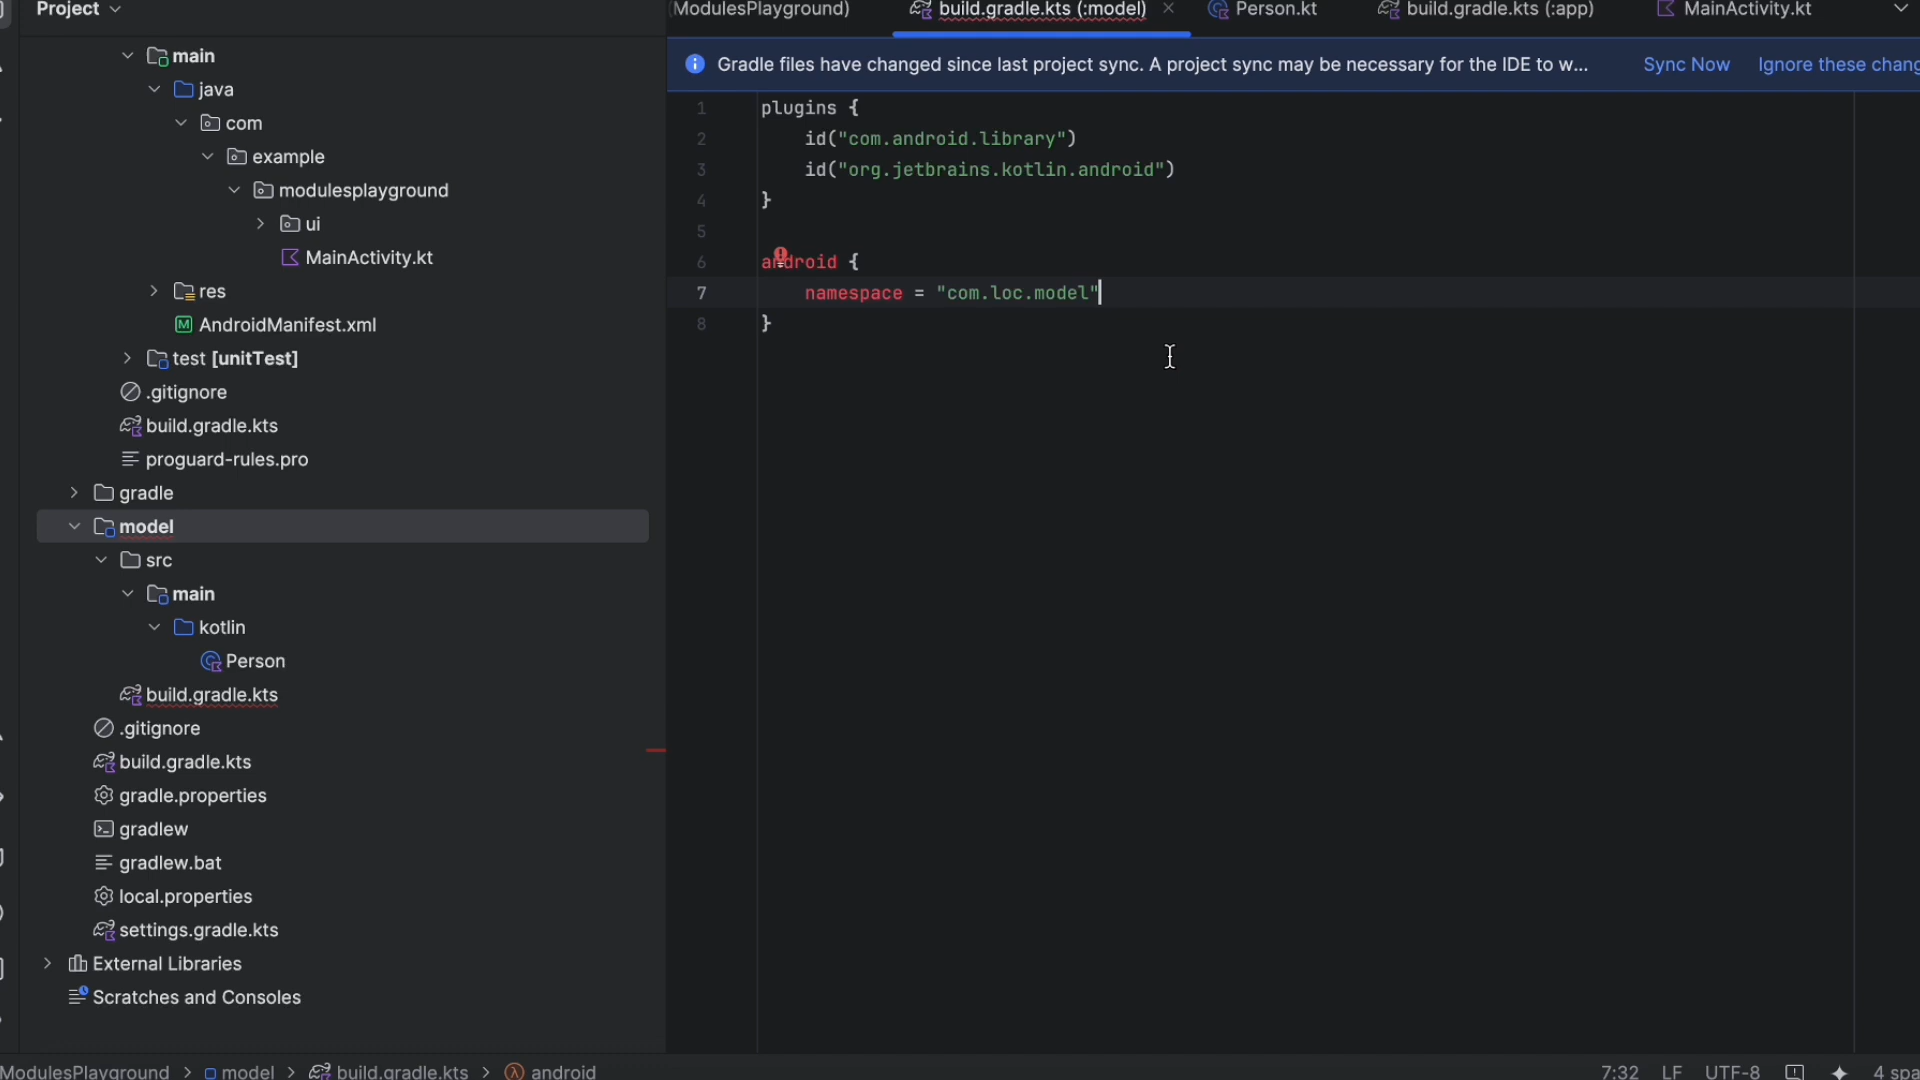 Project
main
java
com
example
modulesplayground
ui
MainActivity.kt
res
AndroidManifest.xml
test [unitTest]
.gitignore
build.gradle.kts
proguard-rules.pro
gradle
model
src
main
kotlin
Person
build.gradle.kts
.gitignore
build.gradle.kts
gradle.properties
gradlew
gradlew.bat
local.properties
settings.gradle.kts
External Libraries
Scratches and Consoles
ModulesPlayground) build.gradle.kts (:model) Person.kt build.gradle.kts (:app) MainActivity.kt
Gradle files have changed since last project sync. A project sync may be necessary for the IDE to w... Sync Now Ignore these chang
1 plugins {
2 id("com.android.library")
3 id("org.jetbrains.kotlin.android")
4 }
5
6 android {
7 namespace = "com.loc.model"
8 }
ModulesPlayground > model > build.gradle.kts > android 7:32 LF UTF-8 4 spa